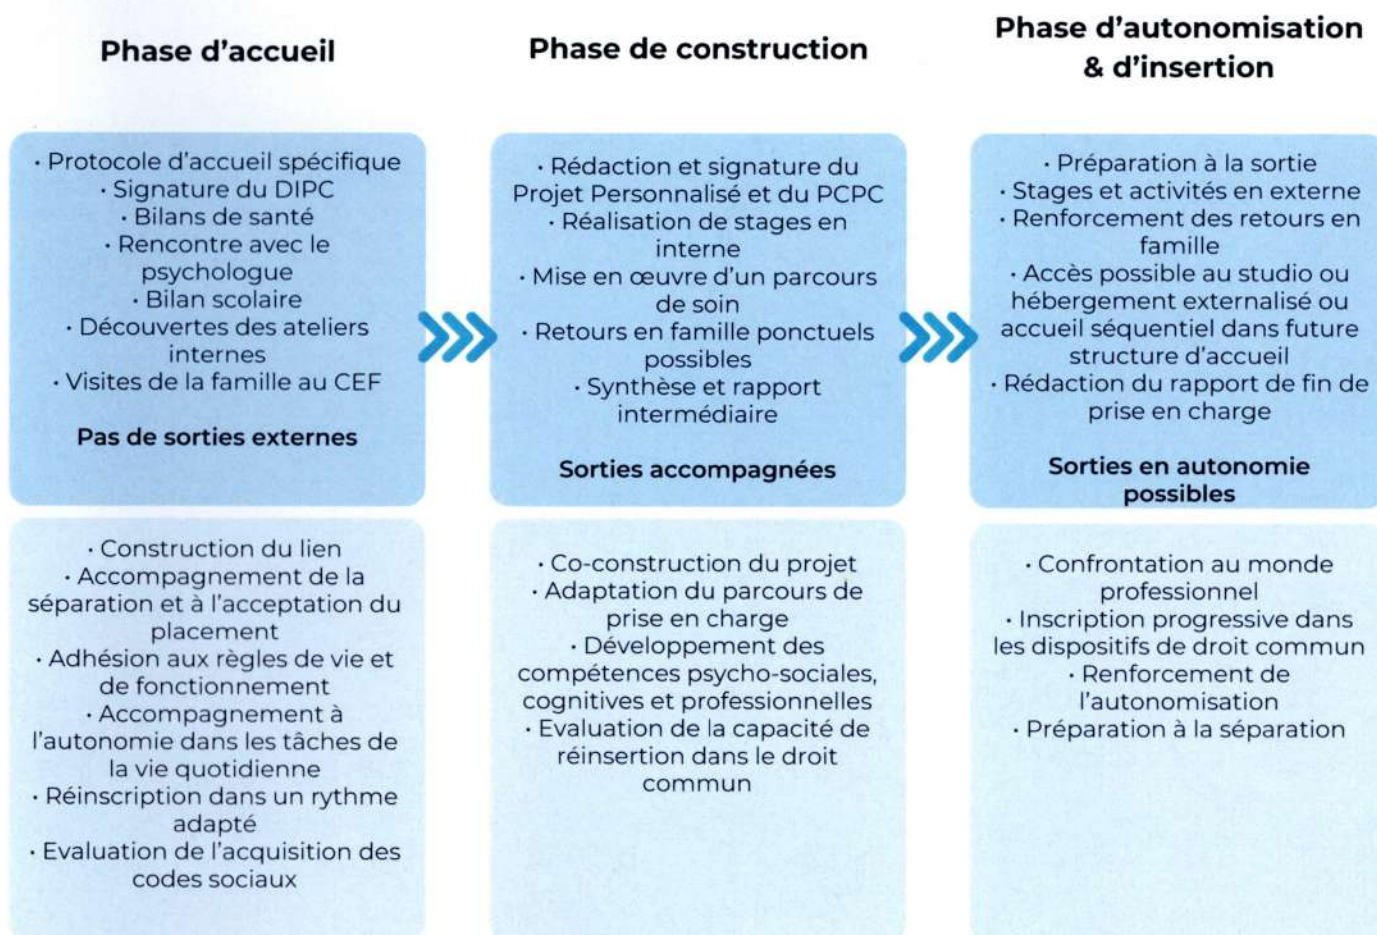 Phase d'accueil
· Protocole d'accueil spécifique
· Signature du DIPC
· Bilans de santé
· Rencontre avec le
psychologue
· Bilan scolaire
· Découvertes des ateliers
internes
· Visites de la famille au CEF
Pas de sorties externes
· Construction du lien
· Accompagnement de la
séparation et à l'acceptation du
placement
· Adhésion aux règles de vie et
de fonctionnement
· Accompagnement à
l'autonomie dans les tâches de
la vie quotidienne
· Réinscription dans un rythme
adapté
· Evaluation de l'acquisition des
codes sociaux
Phase de construction
· Rédaction et signature du
Projet Personnalisé et du PCPC
· Réalisation de stages en
interne
· Mise en œuvre d'un parcours
de soin
· Retours en famille ponctuels
possibles
· Synthèse et rapport
intermédiaire
Sorties accompagnées
· Co-construction du projet
· Adaptation du parcours de
prise en charge
· Développement des
compétences psycho-sociales,
cognitives et professionnelles
· Evaluation de la capacité de
réinsertion dans le droit
commun
Phase d'autonomisation
& d'insertion
· Préparation à la sortie
· Stages et activités en externe
· Renforcement des retours en
famille
· Accès possible au studio ou
hébergement externalisé ou
accueil séquentiel dans future
structure d'accueil
· Rédaction du rapport de fin de
prise en charge
Sorties en autonomie
possibles
· Confrontation au monde
professionnel
· Inscription progressive dans
les dispositifs de droit commun
· Renforcement de
l'autonomisation
· Préparation à la séparation